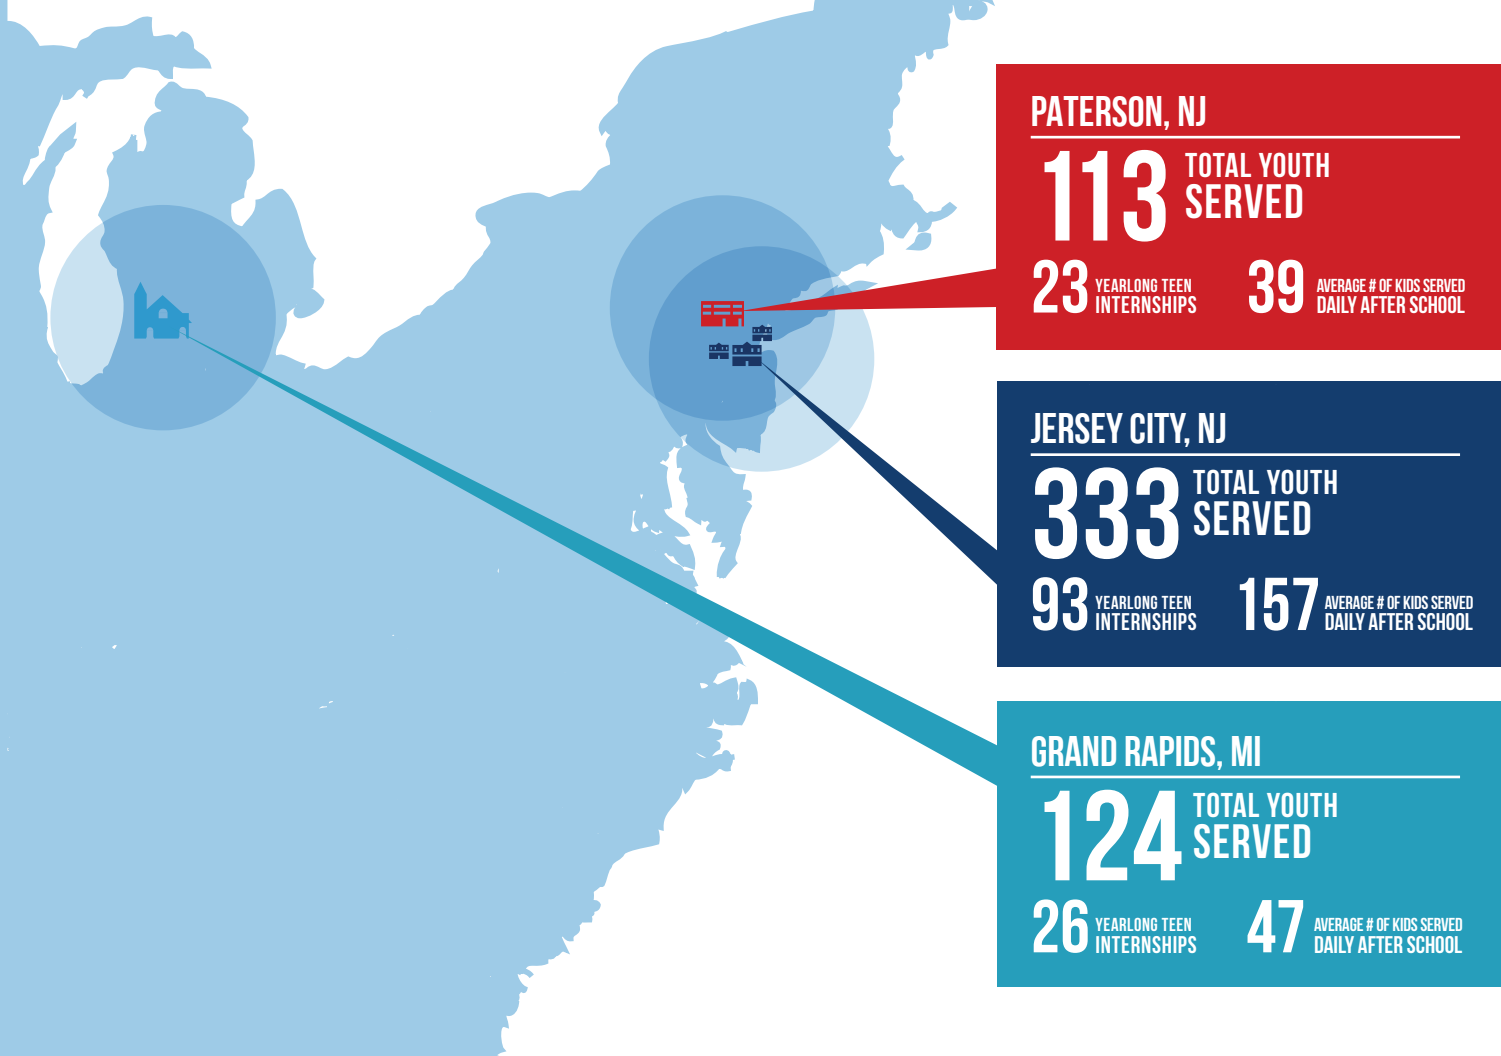 PATERSON, NJ
113 TOTAL YOUTH
SERVED
23 YEARLONG TEEN
INTERNSHIPS
39 AVERAGE # OF KIDS SERVED
DAILY AFTER SCHOOL
JERSEY CITY, NJ
333 TOTAL YOUTH
SERVED
93 YEARLONG TEEN
INTERNSHIPS
157 AVERAGE # OF KIDS SERVED
DAILY AFTER SCHOOL
GRAND RAPIDS, MI
124 TOTAL YOUTH
SERVED
26 YEARLONG TEEN
INTERNSHIPS
47 AVERAGE # OF KIDS SERVED
DAILY AFTER SCHOOL